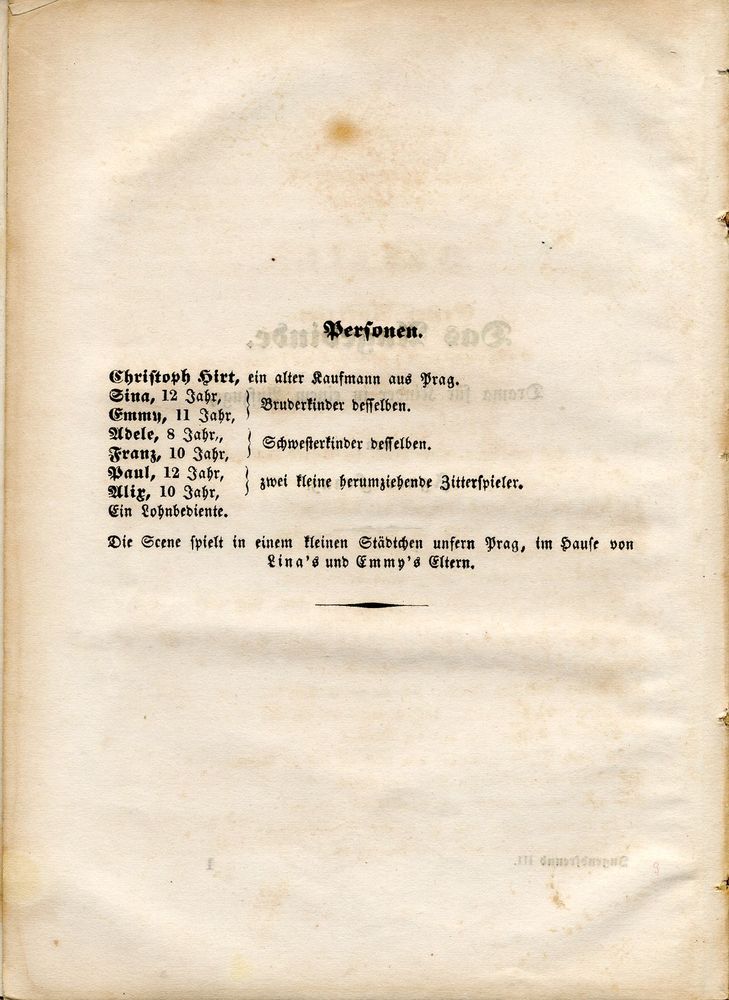 Personen.
Christoph Hirt, ein alter Kaufmann aus Prag.
Sina, 12 Jahr,
Emmy, 11 Jahr, } Bruderkinder desselben.
Adele, 8 Jahr,,
Franz, 10 Jahr, } Schwesterkinder desselben.
Paul, 12 Jahr,
Alix, 10 Jahr, } zwei kleine herumziehende Zitterspieler.
Ein Lohnbediente.
Die Scene spielt in einem kleinen Städtchen unfern Prag, im Hause von
Lina's und Emmy's Eltern.